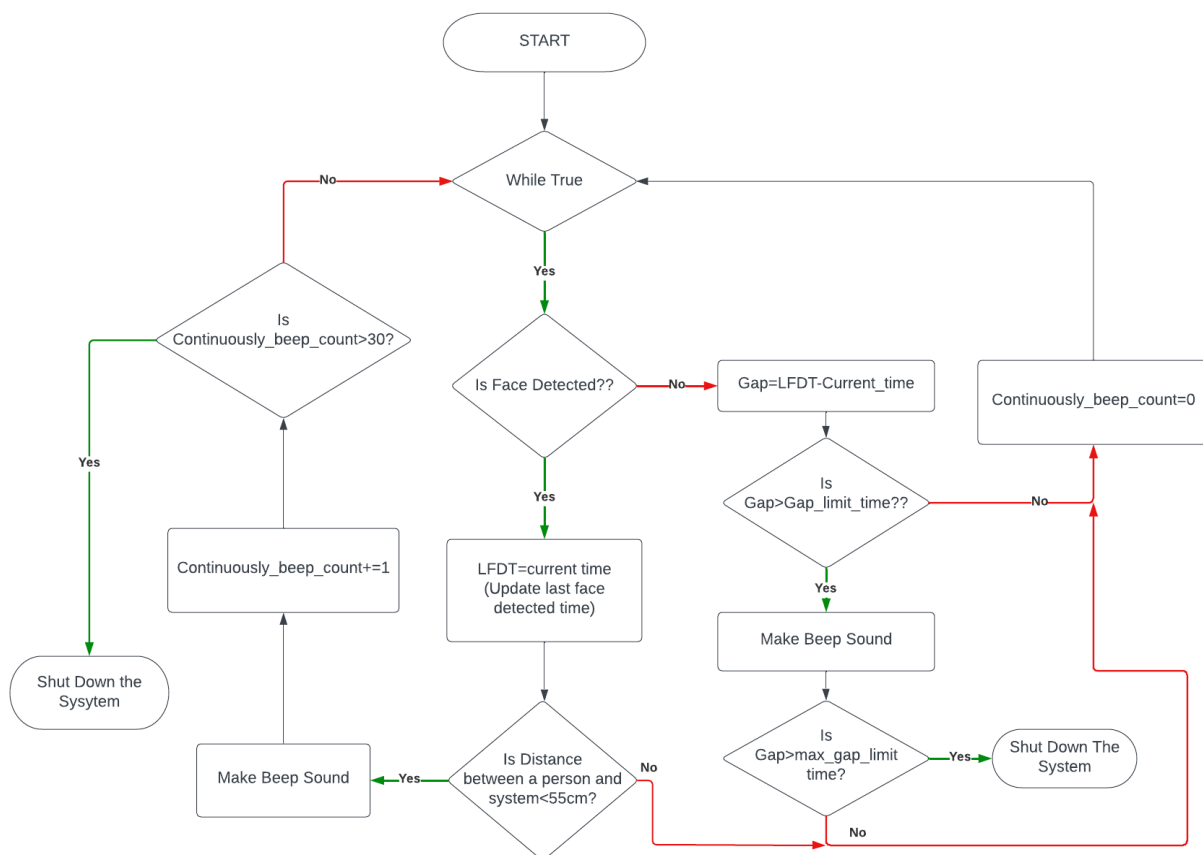 START
No
While True
Yes
Is
Continuously_beep_count>30?
Is Face Detected??
No
Gap=LFDT-Current_time
Continuously_beep_count=0
Yes
Yes
Is
Gap>Gap_limit_time??
No
Continuously_beep_count+=1
LFDT=current time
(Update last face
detected time)
Yes
Make Beep Sound
Shut Down the
Sysytem
Make Beep Sound
Yes
Is Distance
between a person and
system<55cm?
No
Is
Gap>max_gap_limit
time?
Yes
Shut Down The
System
No